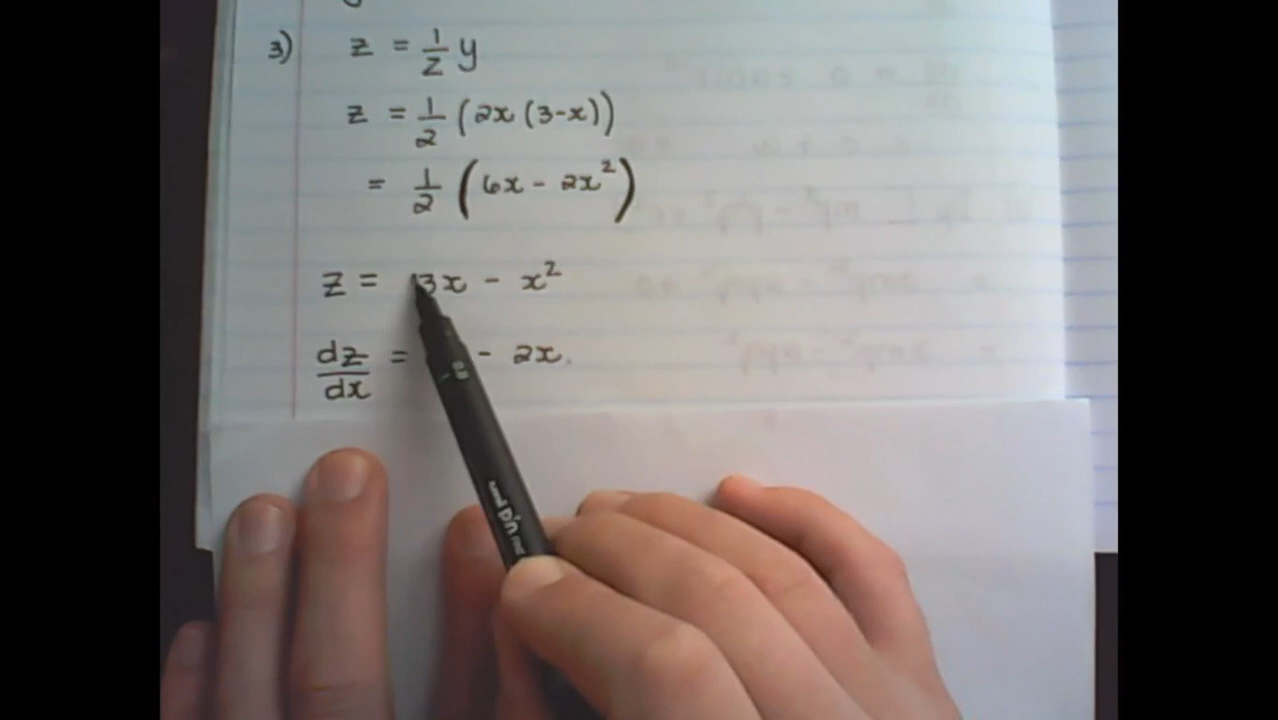 3) z = 1/2 y
z = 1/2 (2x (3-x))
= 1/2 (6x - 2x²)
z = 3x - x²
dz/dx = - 2x.